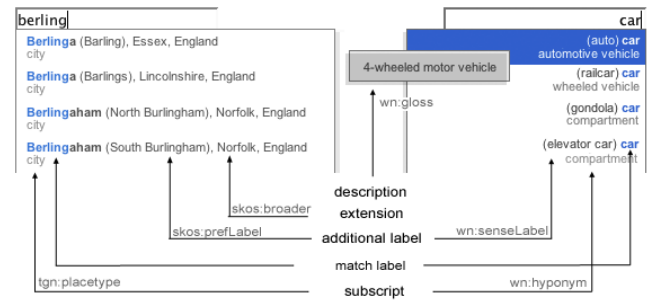 berling
Berlinga (Barling), Essex, England
city
Berlinga (Barlings), Lincolnshire, England
city
Berlingaham (North Burlingham), Norfolk, England
city
Berlingaham (South Burlingham), Norfolk, England
city
car
(auto) car
automotive vehicle
4-wheeled motor vehicle
(railcar) car
wheeled vehicle
wn:gloss
(gondola) car
compartment
(elevator car) car
compartment
description
skos:broader
extension
skos:prefLabel
additional label
wn:senseLabel
match label
tgn:placetype
wn:hyponym
subscript